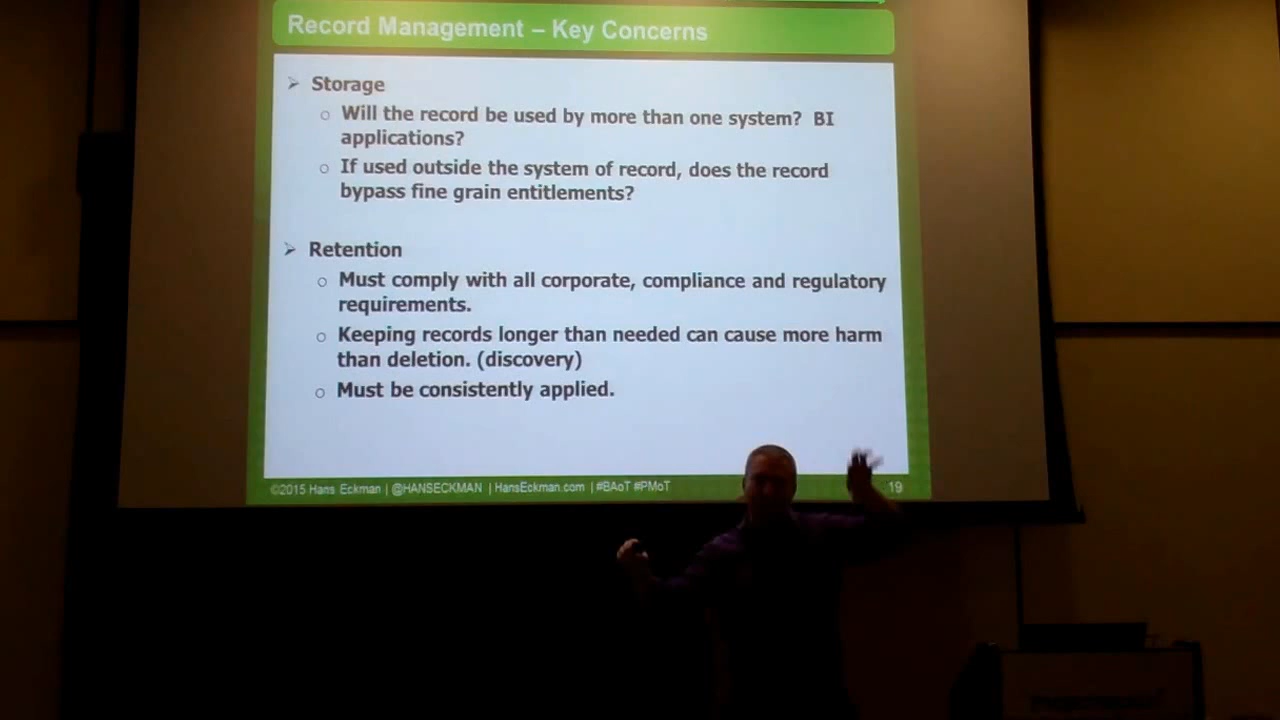 Record Management – Key Concerns
➢ Storage
o Will the record be used by more than one system?  BI
applications?
o If used outside the system of record, does the record
bypass fine grain entitlements?
➢ Retention
o Must comply with all corporate, compliance and regulatory
requirements.
o Keeping records longer than needed can cause more harm
than deletion. (discovery)
o Must be consistently applied.
©2015 Hans Eckman | @HANSECKMAN | HansEckman.com | #BAoT #PMoT 19